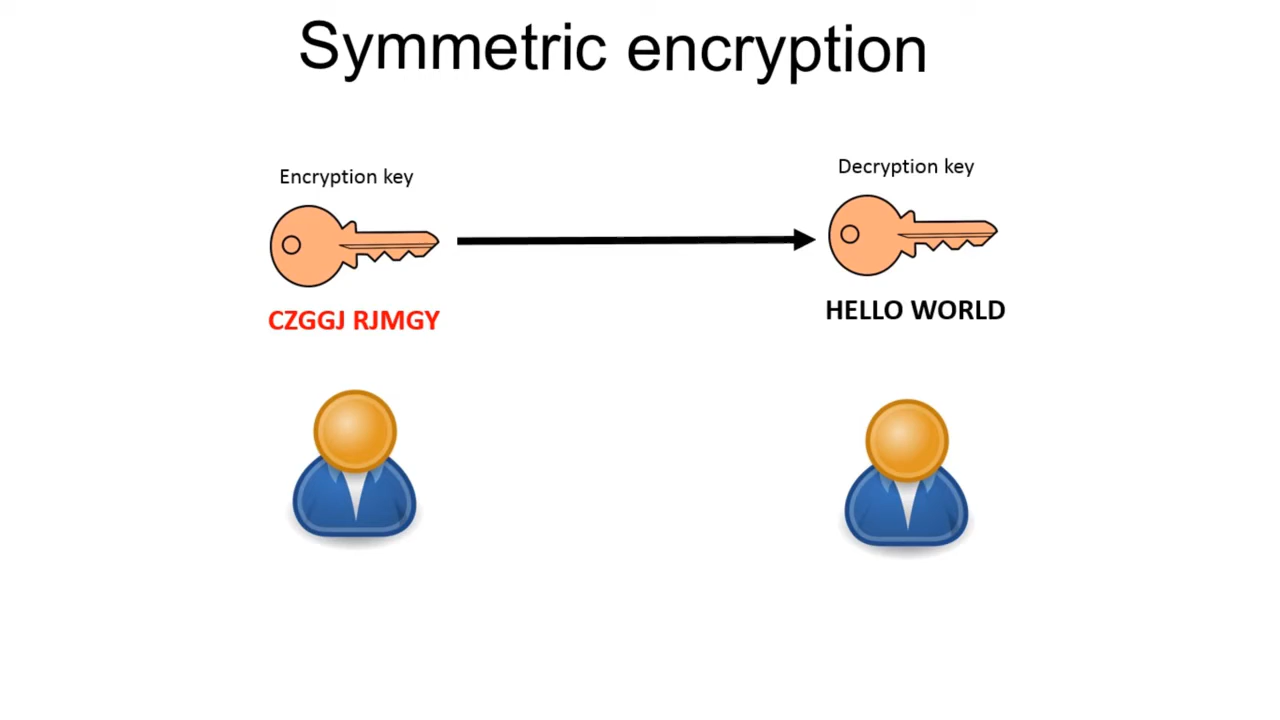 Symmetric encryption
Encryption key
Decryption key
CZGGJ RJMGY
HELLO WORLD